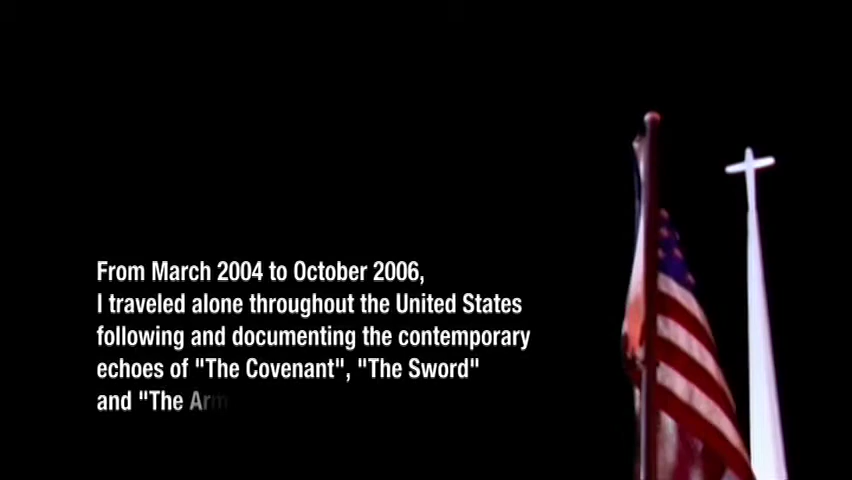 From March 2004 to October 2006,
I traveled alone throughout the United States
following and documenting the contemporary
echoes of "The Covenant", "The Sword"
and "The Arm